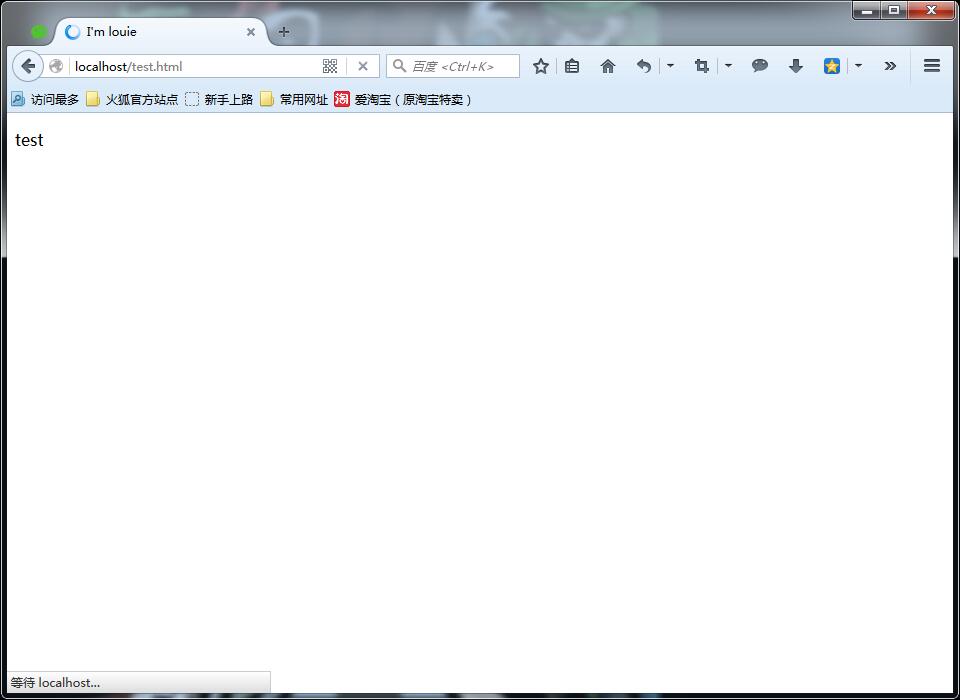 I'm louie
localhost/test.html 百度 <Ctrl+K>
访问最多 火狐官方站点 新手上路 常用网址 淘 爱淘宝（原淘宝特卖）
test
等待 localhost...